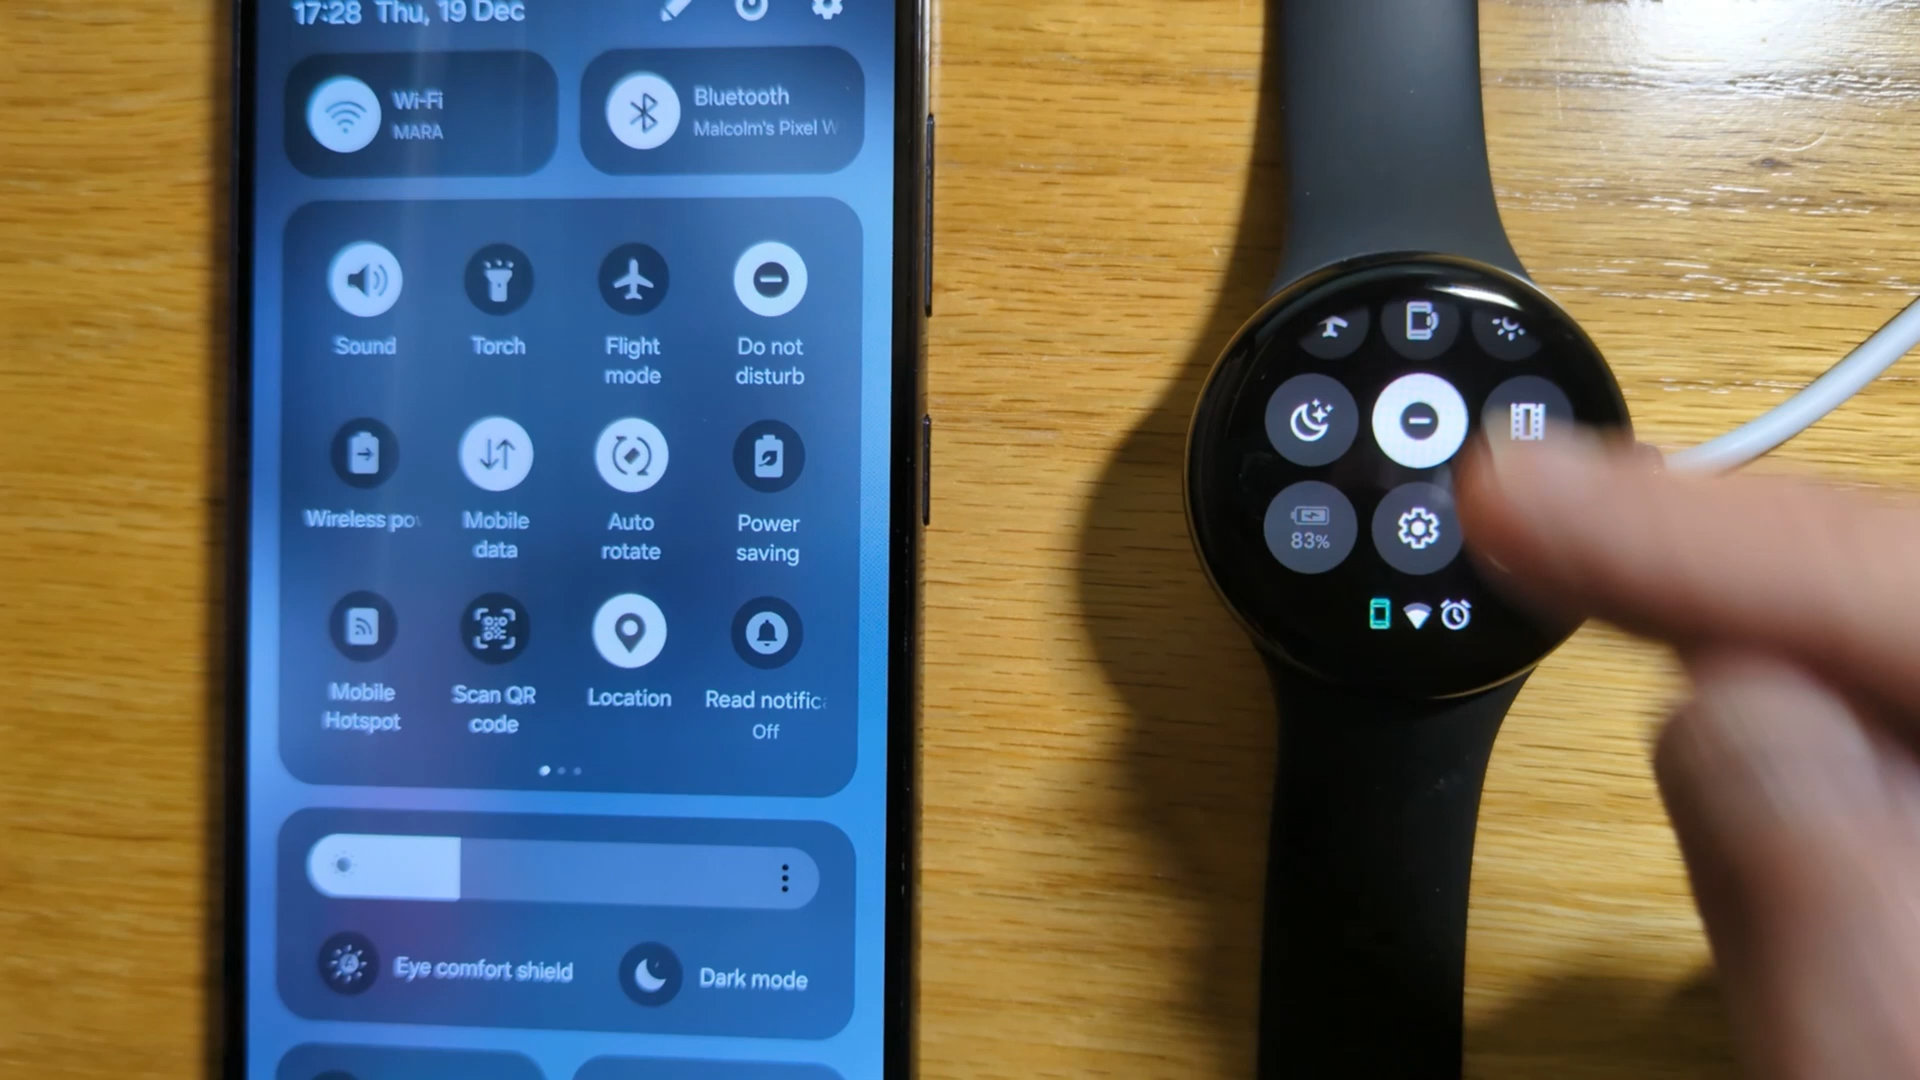 17:28 Thu, 19 Dec
Wi-Fi
MARA
Bluetooth
Malcolm's Pixel W
Sound
Torch
Flight
mode
Do not
disturb
Wireless po
Mobile
data
Auto
rotate
Power
saving
Mobile
Hotspot
Scan QR
code
Location
Read notific
Off
Eye comfort shield
Dark mode
83%